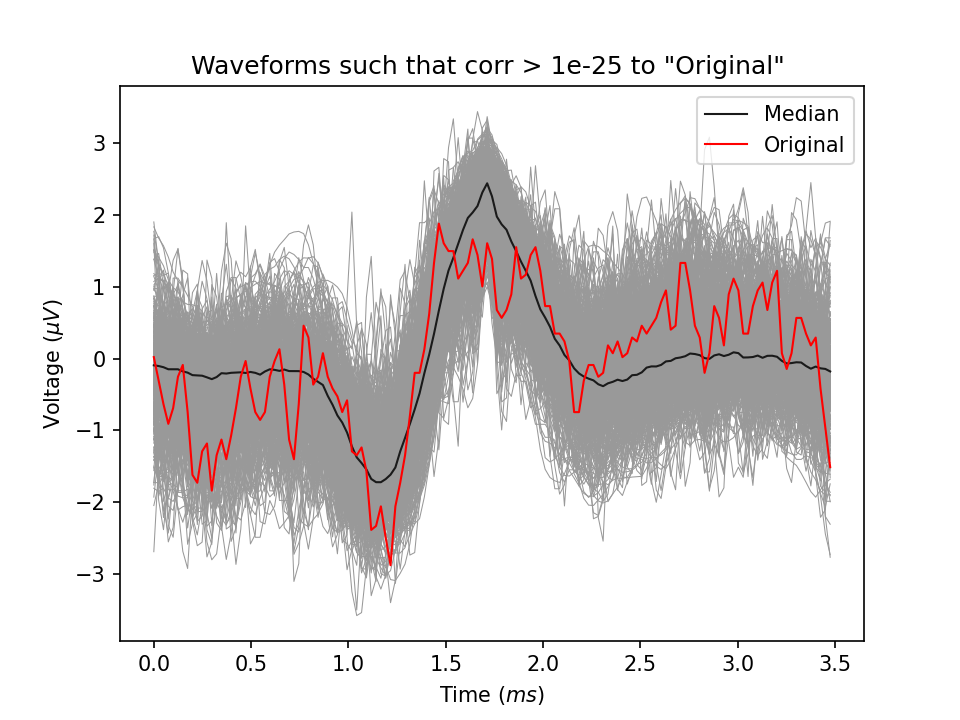 Waveforms such that corr > 1e-25 to "Original"
Median
Original
3
2
1
0
−1
−2
−3
Voltage (μV)
0.0 0.5 1.0 1.5 2.0 2.5 3.0 3.5
Time (ms)